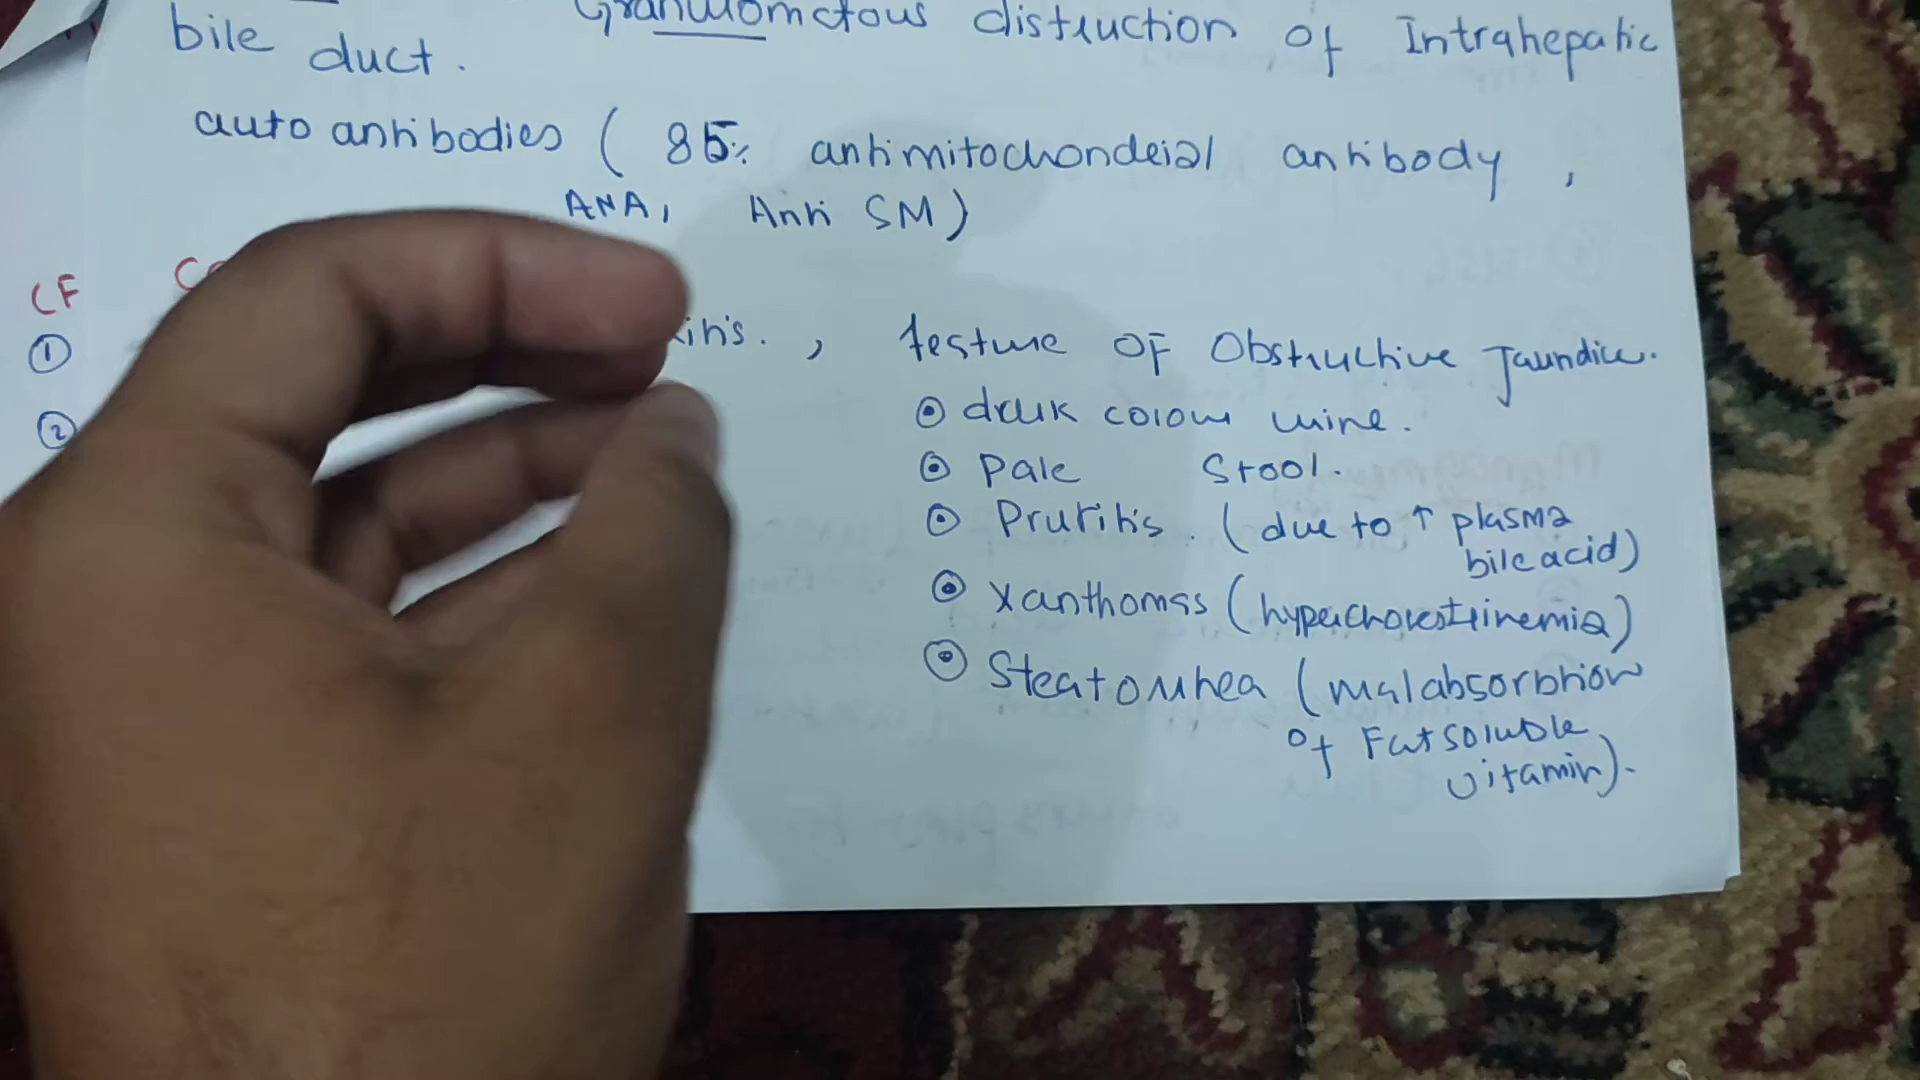 Granulomatous distruction of Intrahepatic
bile duct.
auto antibodies ( 85% antimitochondrial antibody ,
ANA, Anti SM)
CF
① , feature OF Obstructive Jaundice.
②
⊙ dark colour urine.
⊙ Pale Stool.
⊙ Pruritis. ( due to ↑ plasma
bile acid)
⊙ Xanthomas ( hypercholestrinemia)
⊙ Steatorrhea ( malabsorbtion
of Fat soluble
vitamin).